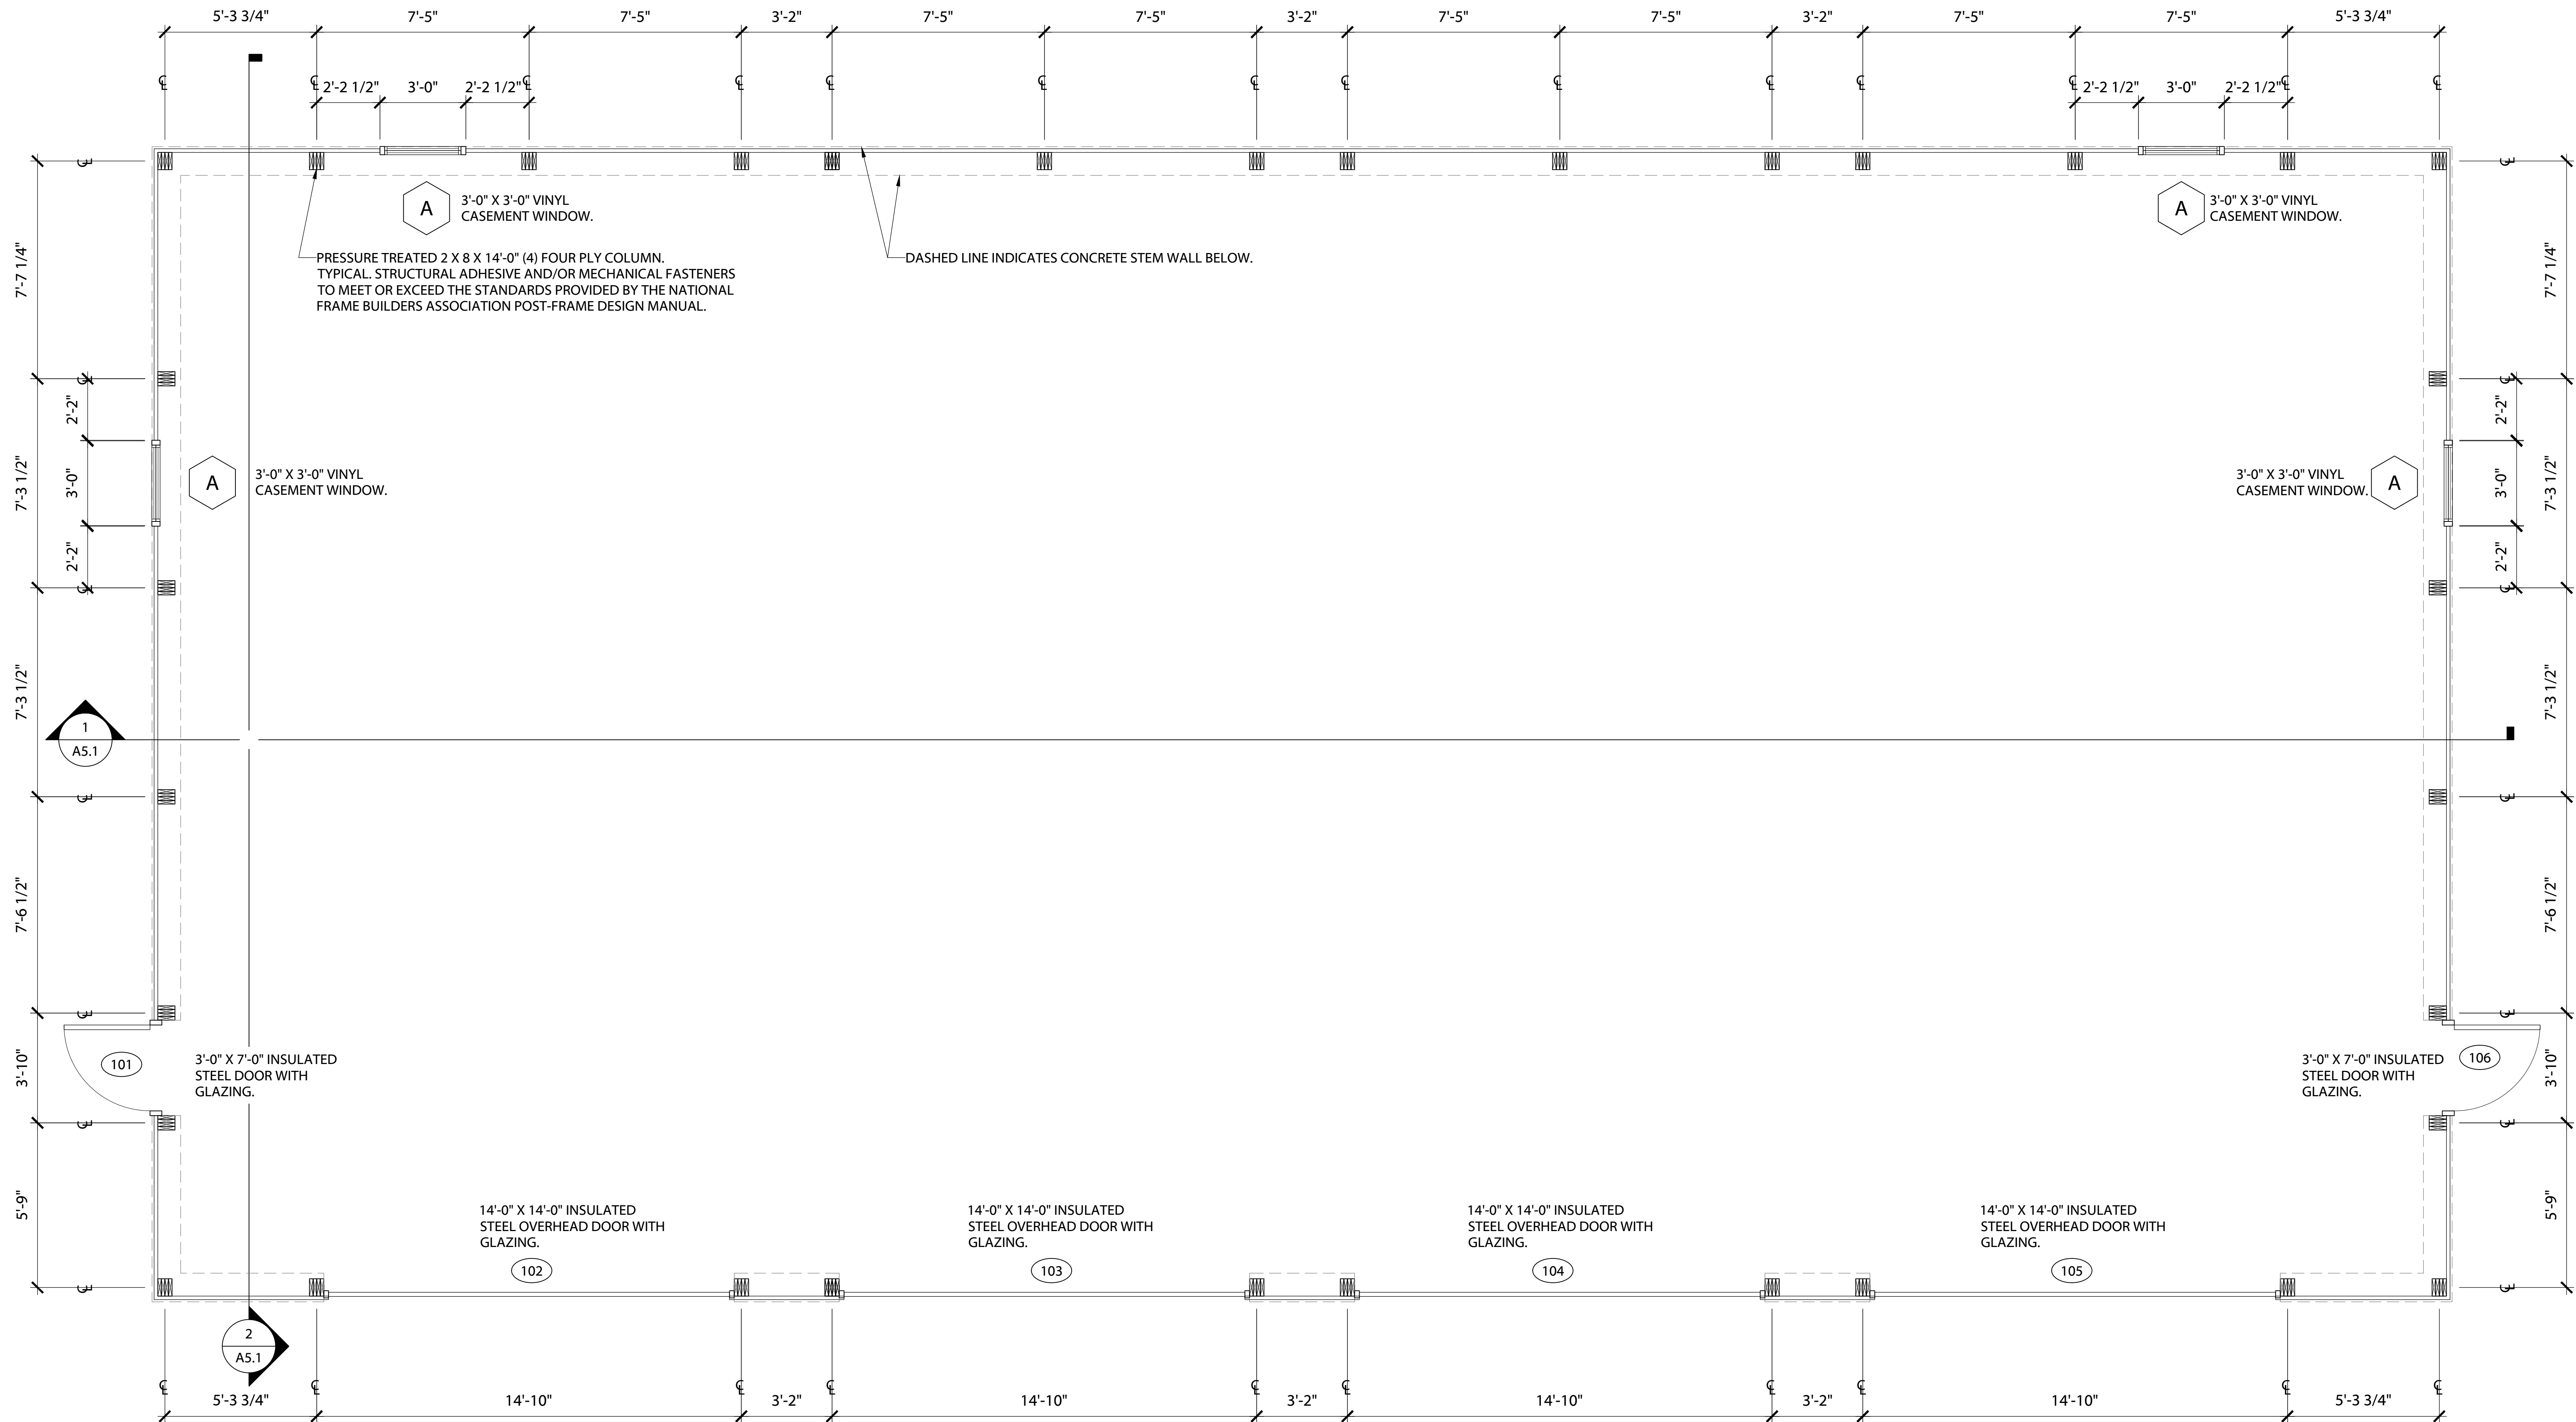 5'-3 3/4" 7'-5" 7'-5" 3'-2" 7'-5" 7'-5" 3'-2" 7'-5" 7'-5" 3'-2" 7'-5" 7'-5" 5'-3 3/4"
℄ ℄ ℄ ℄ ℄ ℄ ℄ ℄ ℄ ℄ ℄ ℄ ℄ ℄
2'-2 1/2" 3'-0" 2'-2 1/2" 2'-2 1/2" 3'-0" 2'-2 1/2"
℄ ℄
A
3'-0" X 3'-0" VINYL
CASEMENT WINDOW.
A
3'-0" X 3'-0" VINYL
CASEMENT WINDOW.
PRESSURE TREATED 2 X 8 X 14'-0" (4) FOUR PLY COLUMN.
TYPICAL. STRUCTURAL ADHESIVE AND/OR MECHANICAL FASTENERS
TO MEET OR EXCEED THE STANDARDS PROVIDED BY THE NATIONAL
FRAME BUILDERS ASSOCIATION POST-FRAME DESIGN MANUAL.
DASHED LINE INDICATES CONCRETE STEM WALL BELOW.
7'-7 1/4"
7'-7 1/4"
℄ ℄
2'-2"
2'-2"
7'-3 1/2"
3'-0"
A
3'-0" X 3'-0" VINYL
CASEMENT WINDOW.
3'-0" X 3'-0" VINYL
CASEMENT WINDOW.
A
3'-0"
7'-3 1/2"
2'-2"
2'-2"
℄ ℄
7'-3 1/2"
7'-3 1/2"
1
A5.1
℄ ℄
7'-6 1/2"
7'-6 1/2"
℄ ℄
3'-10"
101
3'-0" X 7'-0" INSULATED
STEEL DOOR WITH
GLAZING.
3'-0" X 7'-0" INSULATED
STEEL DOOR WITH
GLAZING.
106
3'-10"
℄ ℄
5'-9"
5'-9"
14'-0" X 14'-0" INSULATED
STEEL OVERHEAD DOOR WITH
GLAZING.
102
14'-0" X 14'-0" INSULATED
STEEL OVERHEAD DOOR WITH
GLAZING.
103
14'-0" X 14'-0" INSULATED
STEEL OVERHEAD DOOR WITH
GLAZING.
104
14'-0" X 14'-0" INSULATED
STEEL OVERHEAD DOOR WITH
GLAZING.
105
℄ ℄
2
A5.1
℄ ℄ ℄ ℄ ℄ ℄ ℄ ℄ ℄ ℄
5'-3 3/4" 14'-10" 3'-2" 14'-10" 3'-2" 14'-10" 3'-2" 14'-10" 5'-3 3/4"